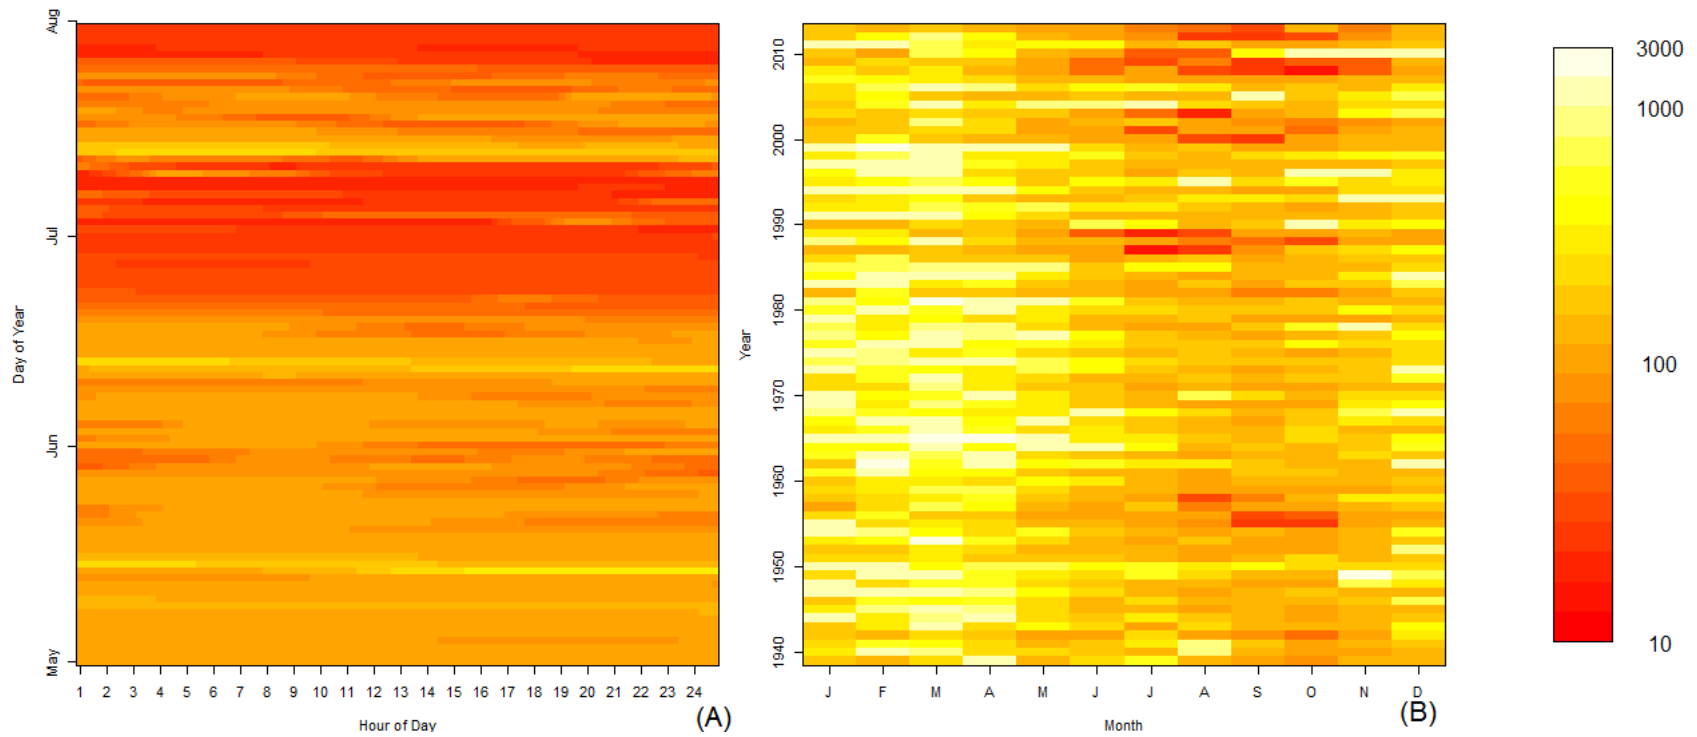 Aug
Jul
Jun
May
Day of Year
1 2 3 4 5 6 7 8 9 10 11 12 13 14 15 16 17 18 19 20 21 22 23 24
Hour of Day
(A)
2010
2000
1990
1980
1970
1960
1950
1940
Year
J F M A M J J A S O N D
Month
(B)
3000
1000
100
10